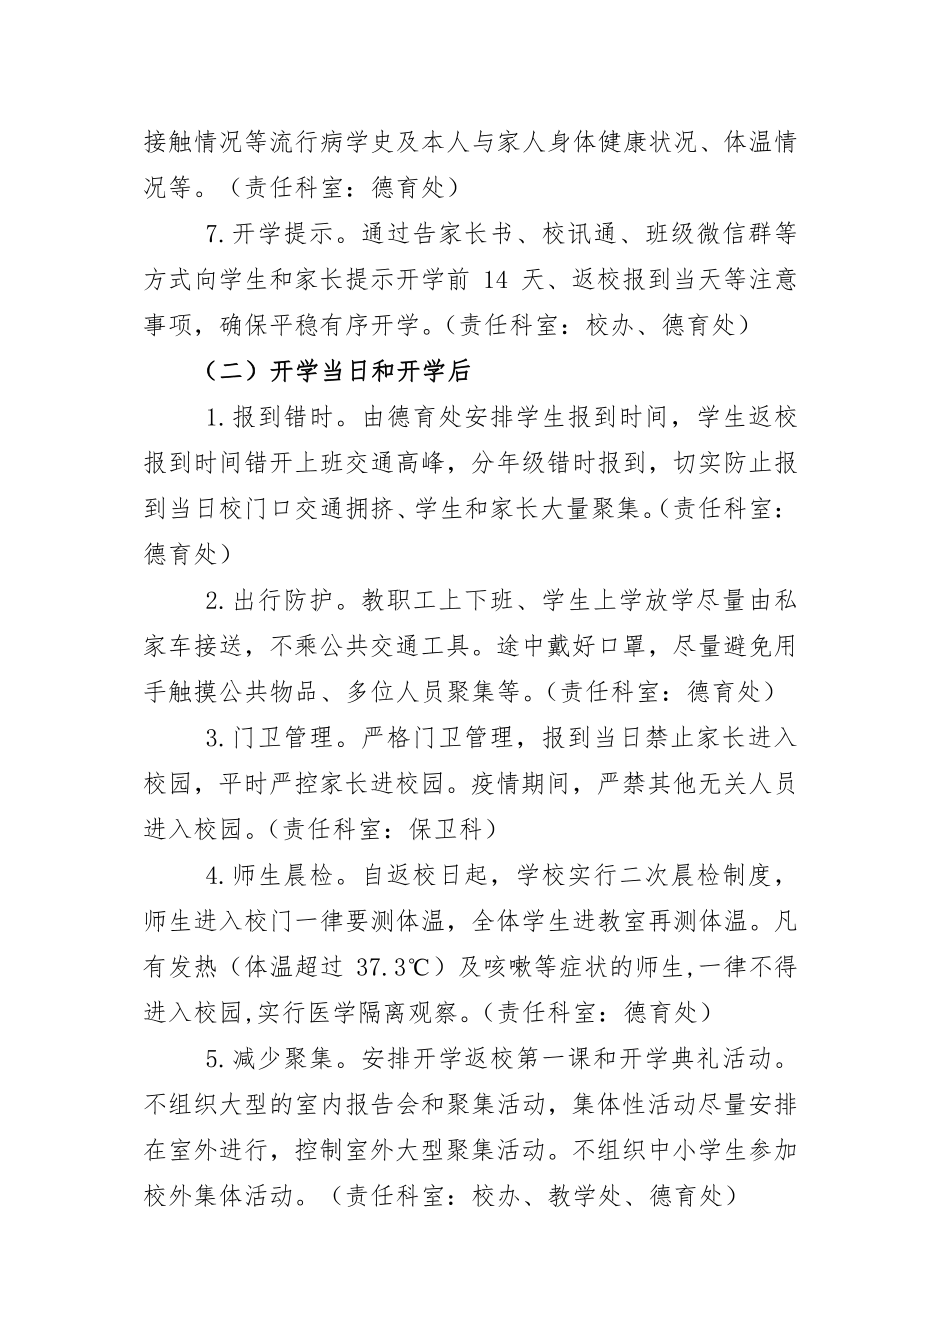 接触情况等流行病学史及本人与家人身体健康状况、体温情
况等。（责任科室：德育处）
7.开学提示。通过告家长书、校讯通、班级微信群等
方式向学生和家长提示开学前 14 天、返校报到当天等注意
事项，确保平稳有序开学。（责任科室：校办、德育处）
（二）开学当日和开学后
1.报到错时。由德育处安排学生报到时间，学生返校
报到时间错开上班交通高峰，分年级错时报到，切实防止报
到当日校门口交通拥挤、学生和家长大量聚集。（责任科室：
德育处）
2.出行防护。教职工上下班、学生上学放学尽量由私
家车接送，不乘公共交通工具。途中戴好口罩，尽量避免用
手触摸公共物品、多位人员聚集等。（责任科室：德育处）
3.门卫管理。严格门卫管理，报到当日禁止家长进入
校园，平时严控家长进校园。疫情期间，严禁其他无关人员
进入校园。（责任科室：保卫科）
4.师生晨检。自返校日起，学校实行二次晨检制度，
师生进入校门一律要测体温，全体学生进教室再测体温。凡
有发热（体温超过 37.3℃）及咳嗽等症状的师生,一律不得
进入校园,实行医学隔离观察。（责任科室：德育处）
5.减少聚集。安排开学返校第一课和开学典礼活动。
不组织大型的室内报告会和聚集活动，集体性活动尽量安排
在室外进行，控制室外大型聚集活动。不组织中小学生参加
校外集体活动。（责任科室：校办、教学处、德育处）